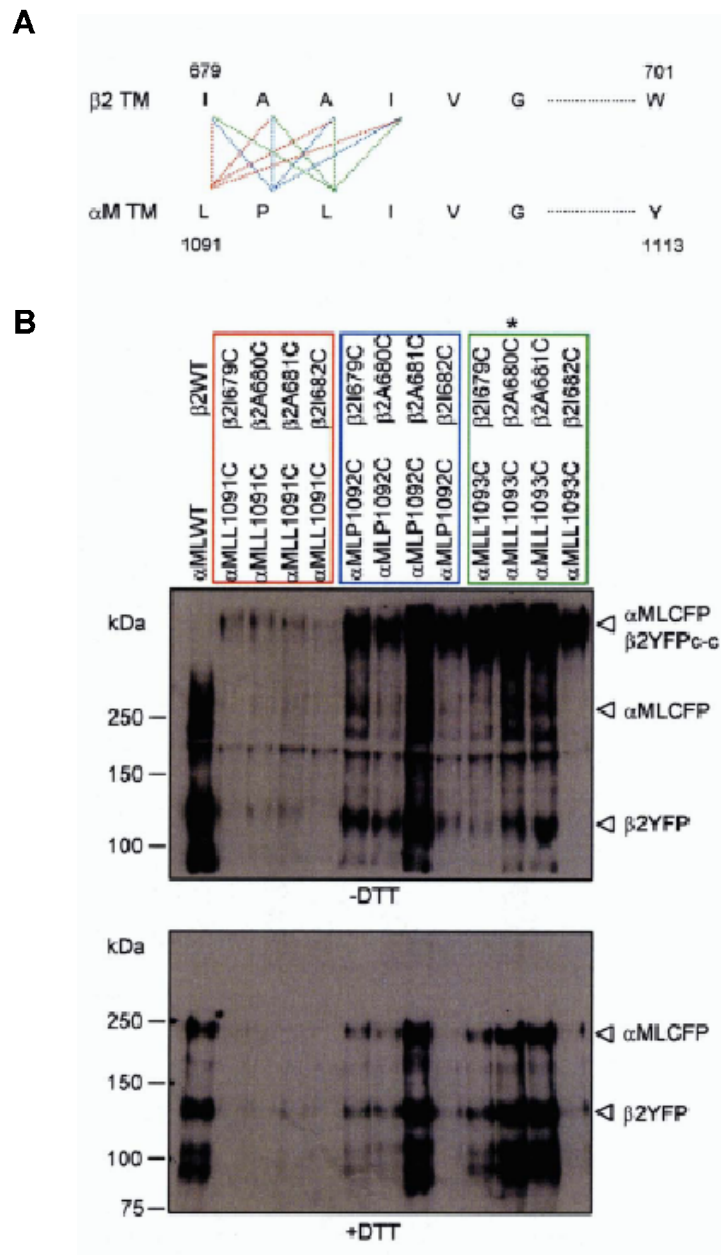 A
679 701
β2 TM I A A I V G W
αM TM L P L I V G Y
1091 1113
B
*
β2WT β2I679C β2A680C β2A681C β2I682C β2I679C β2A680C β2A681C β2I682C β2I679C β2A680C β2A681C β2I682C
αMLWT αMLL1091C αMLL1091C αMLL1091C αMLL1091C αMLP1092C αMLP1092C αMLP1092C αMLP1092C αMLL1093C αMLL1093C αMLL1093C αMLL1093C
kDa
αMLCFP
β2YFPc-c
250
αMLCFP
150
β2YFP
100
-DTT
kDa
250
αMLCFP
150
β2YFP
100
75
+DTT